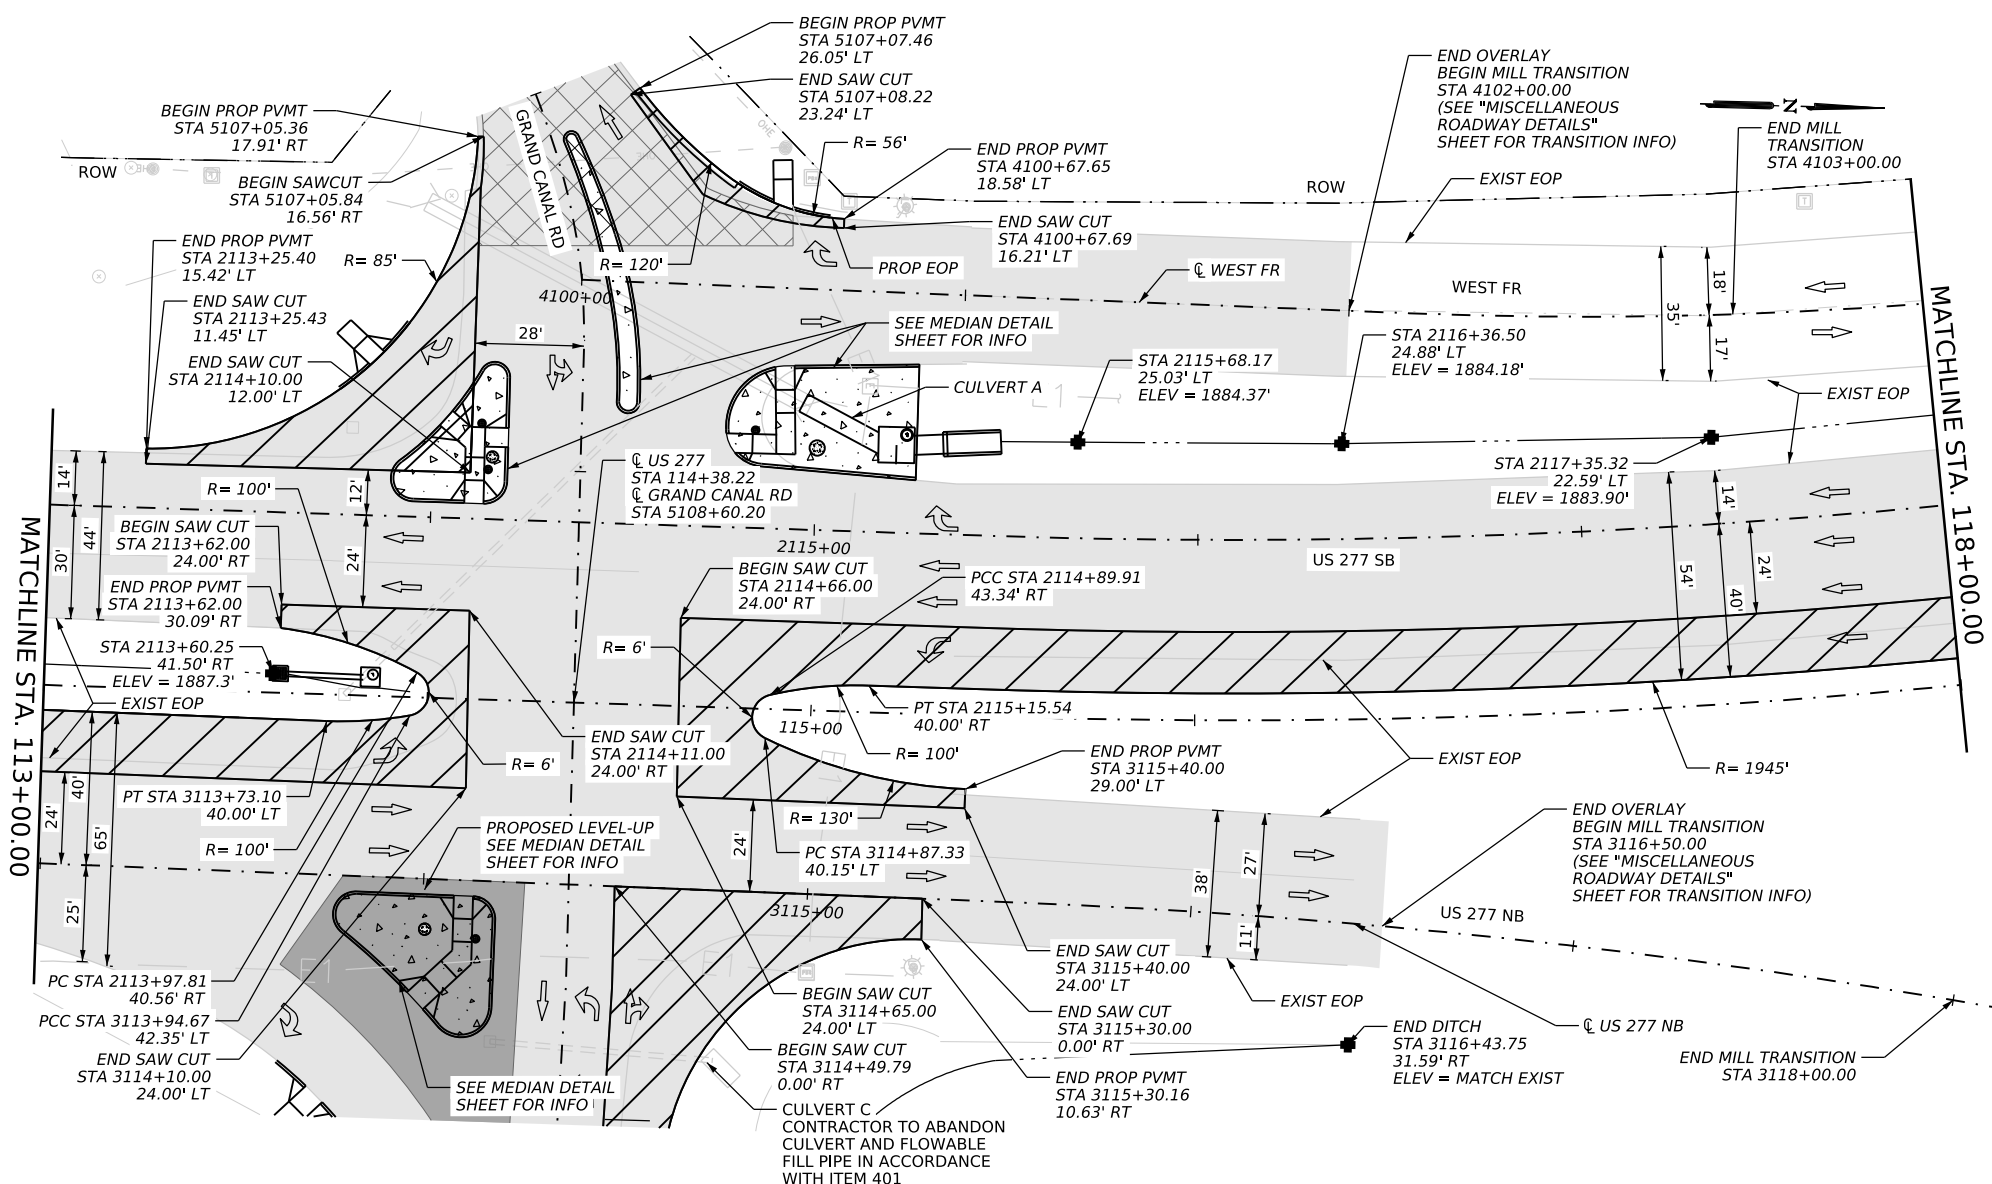 BEGIN PROP PVMT
STA 5107+07.46
26.05' LT
END SAW CUT
STA 5107+08.22
23.24' LT
R= 56'
END PROP PVMT
STA 4100+67.65
18.58' LT
END SAW CUT
STA 4100+67.69
16.21' LT
PROP EOP
END OVERLAY
BEGIN MILL TRANSITION
STA 4102+00.00
(SEE "MISCELLANEOUS
ROADWAY DETAILS"
SHEET FOR TRANSITION INFO)
N
END MILL
TRANSITION
STA 4103+00.00
ROW
EXIST EOP
BEGIN PROP PVMT
STA 5107+05.36
17.91' RT
ROW
OHE
OHE
OHE
BEGIN SAWCUT
STA 5107+05.84
16.56' RT
END PROP PVMT
STA 2113+25.40
15.42' LT
R= 85'
END SAW CUT
STA 2113+25.43
11.45' LT
END SAW CUT
STA 2114+10.00
12.00' LT
GRAND CANAL RD
R= 120'
4100+00
28'
℄ WEST FR
WEST FR
18'
35'
17'
SEE MEDIAN DETAIL
SHEET FOR INFO
CULVERT A
STA 2115+68.17
25.03' LT
ELEV = 1884.37'
STA 2116+36.50
24.88' LT
ELEV = 1884.18'
EXIST EOP
STA 2117+35.32
22.59' LT
ELEV = 1883.90'
MATCHLINE STA. 118+00.00
14'
44'
30'
12'
24'
R= 100'
℄ US 277
STA 114+38.22
℄ GRAND CANAL RD
STA 5108+60.20
2115+00
US 277 SB
14'
54'
24'
40'
BEGIN SAW CUT
STA 2113+62.00
24.00' RT
END PROP PVMT
STA 2113+62.00
30.09' RT
STA 2113+60.25
41.50' RT
ELEV = 1887.3'
EXIST EOP
MATCHLINE STA. 113+00.00
BEGIN SAW CUT
STA 2114+66.00
24.00' RT
PCC STA 2114+89.91
43.34' RT
R= 6'
PT STA 2115+15.54
40.00' RT
115+00
R= 100'
END SAW CUT
STA 2114+11.00
24.00' RT
R= 6'
END PROP PVMT
STA 3115+40.00
29.00' LT
EXIST EOP
R= 1945'
PT STA 3113+73.10
40.00' LT
R= 100'
24'
40'
65'
25'
PROPOSED LEVEL-UP
SEE MEDIAN DETAIL
SHEET FOR INFO
24'
R= 130'
PC STA 3114+87.33
40.15' LT
3115+00
38'
27'
11'
END OVERLAY
BEGIN MILL TRANSITION
STA 3116+50.00
(SEE "MISCELLANEOUS
ROADWAY DETAILS"
SHEET FOR TRANSITION INFO)
US 277 NB
PC STA 2113+97.81
40.56' RT
PCC STA 3113+94.67
42.35' LT
END SAW CUT
STA 3114+10.00
24.00' LT
SEE MEDIAN DETAIL
SHEET FOR INFO
BEGIN SAW CUT
STA 3114+65.00
24.00' LT
BEGIN SAW CUT
STA 3114+49.79
0.00' RT
CULVERT C
CONTRACTOR TO ABANDON
CULVERT AND FLOWABLE
FILL PIPE IN ACCORDANCE
WITH ITEM 401
END SAW CUT
STA 3115+40.00
24.00' LT
END SAW CUT
STA 3115+30.00
0.00' RT
END PROP PVMT
STA 3115+30.16
10.63' RT
EXIST EOP
END DITCH
STA 3116+43.75
31.59' RT
ELEV = MATCH EXIST
℄ US 277 NB
END MILL TRANSITION
STA 3118+00.00